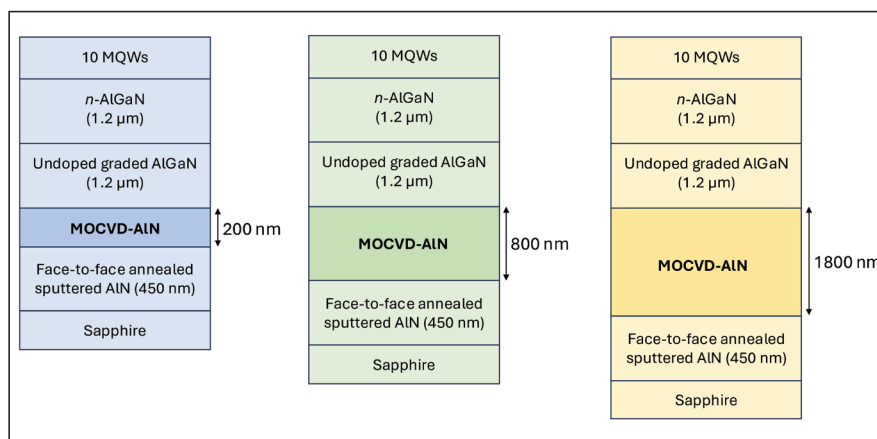 10 MQWs
n-AlGaN
(1.2 µm)
Undoped graded AlGaN
(1.2 µm)
MOCVD-AlN
200 nm
Face-to-face annealed
sputtered AlN (450 nm)
Sapphire
10 MQWs
n-AlGaN
(1.2 µm)
Undoped graded AlGaN
(1.2 µm)
MOCVD-AlN
800 nm
Face-to-face annealed
sputtered AlN (450 nm)
Sapphire
10 MQWs
n-AlGaN
(1.2 µm)
Undoped graded AlGaN
(1.2 µm)
MOCVD-AlN
1800 nm
Face-to-face annealed
sputtered AlN (450 nm)
Sapphire